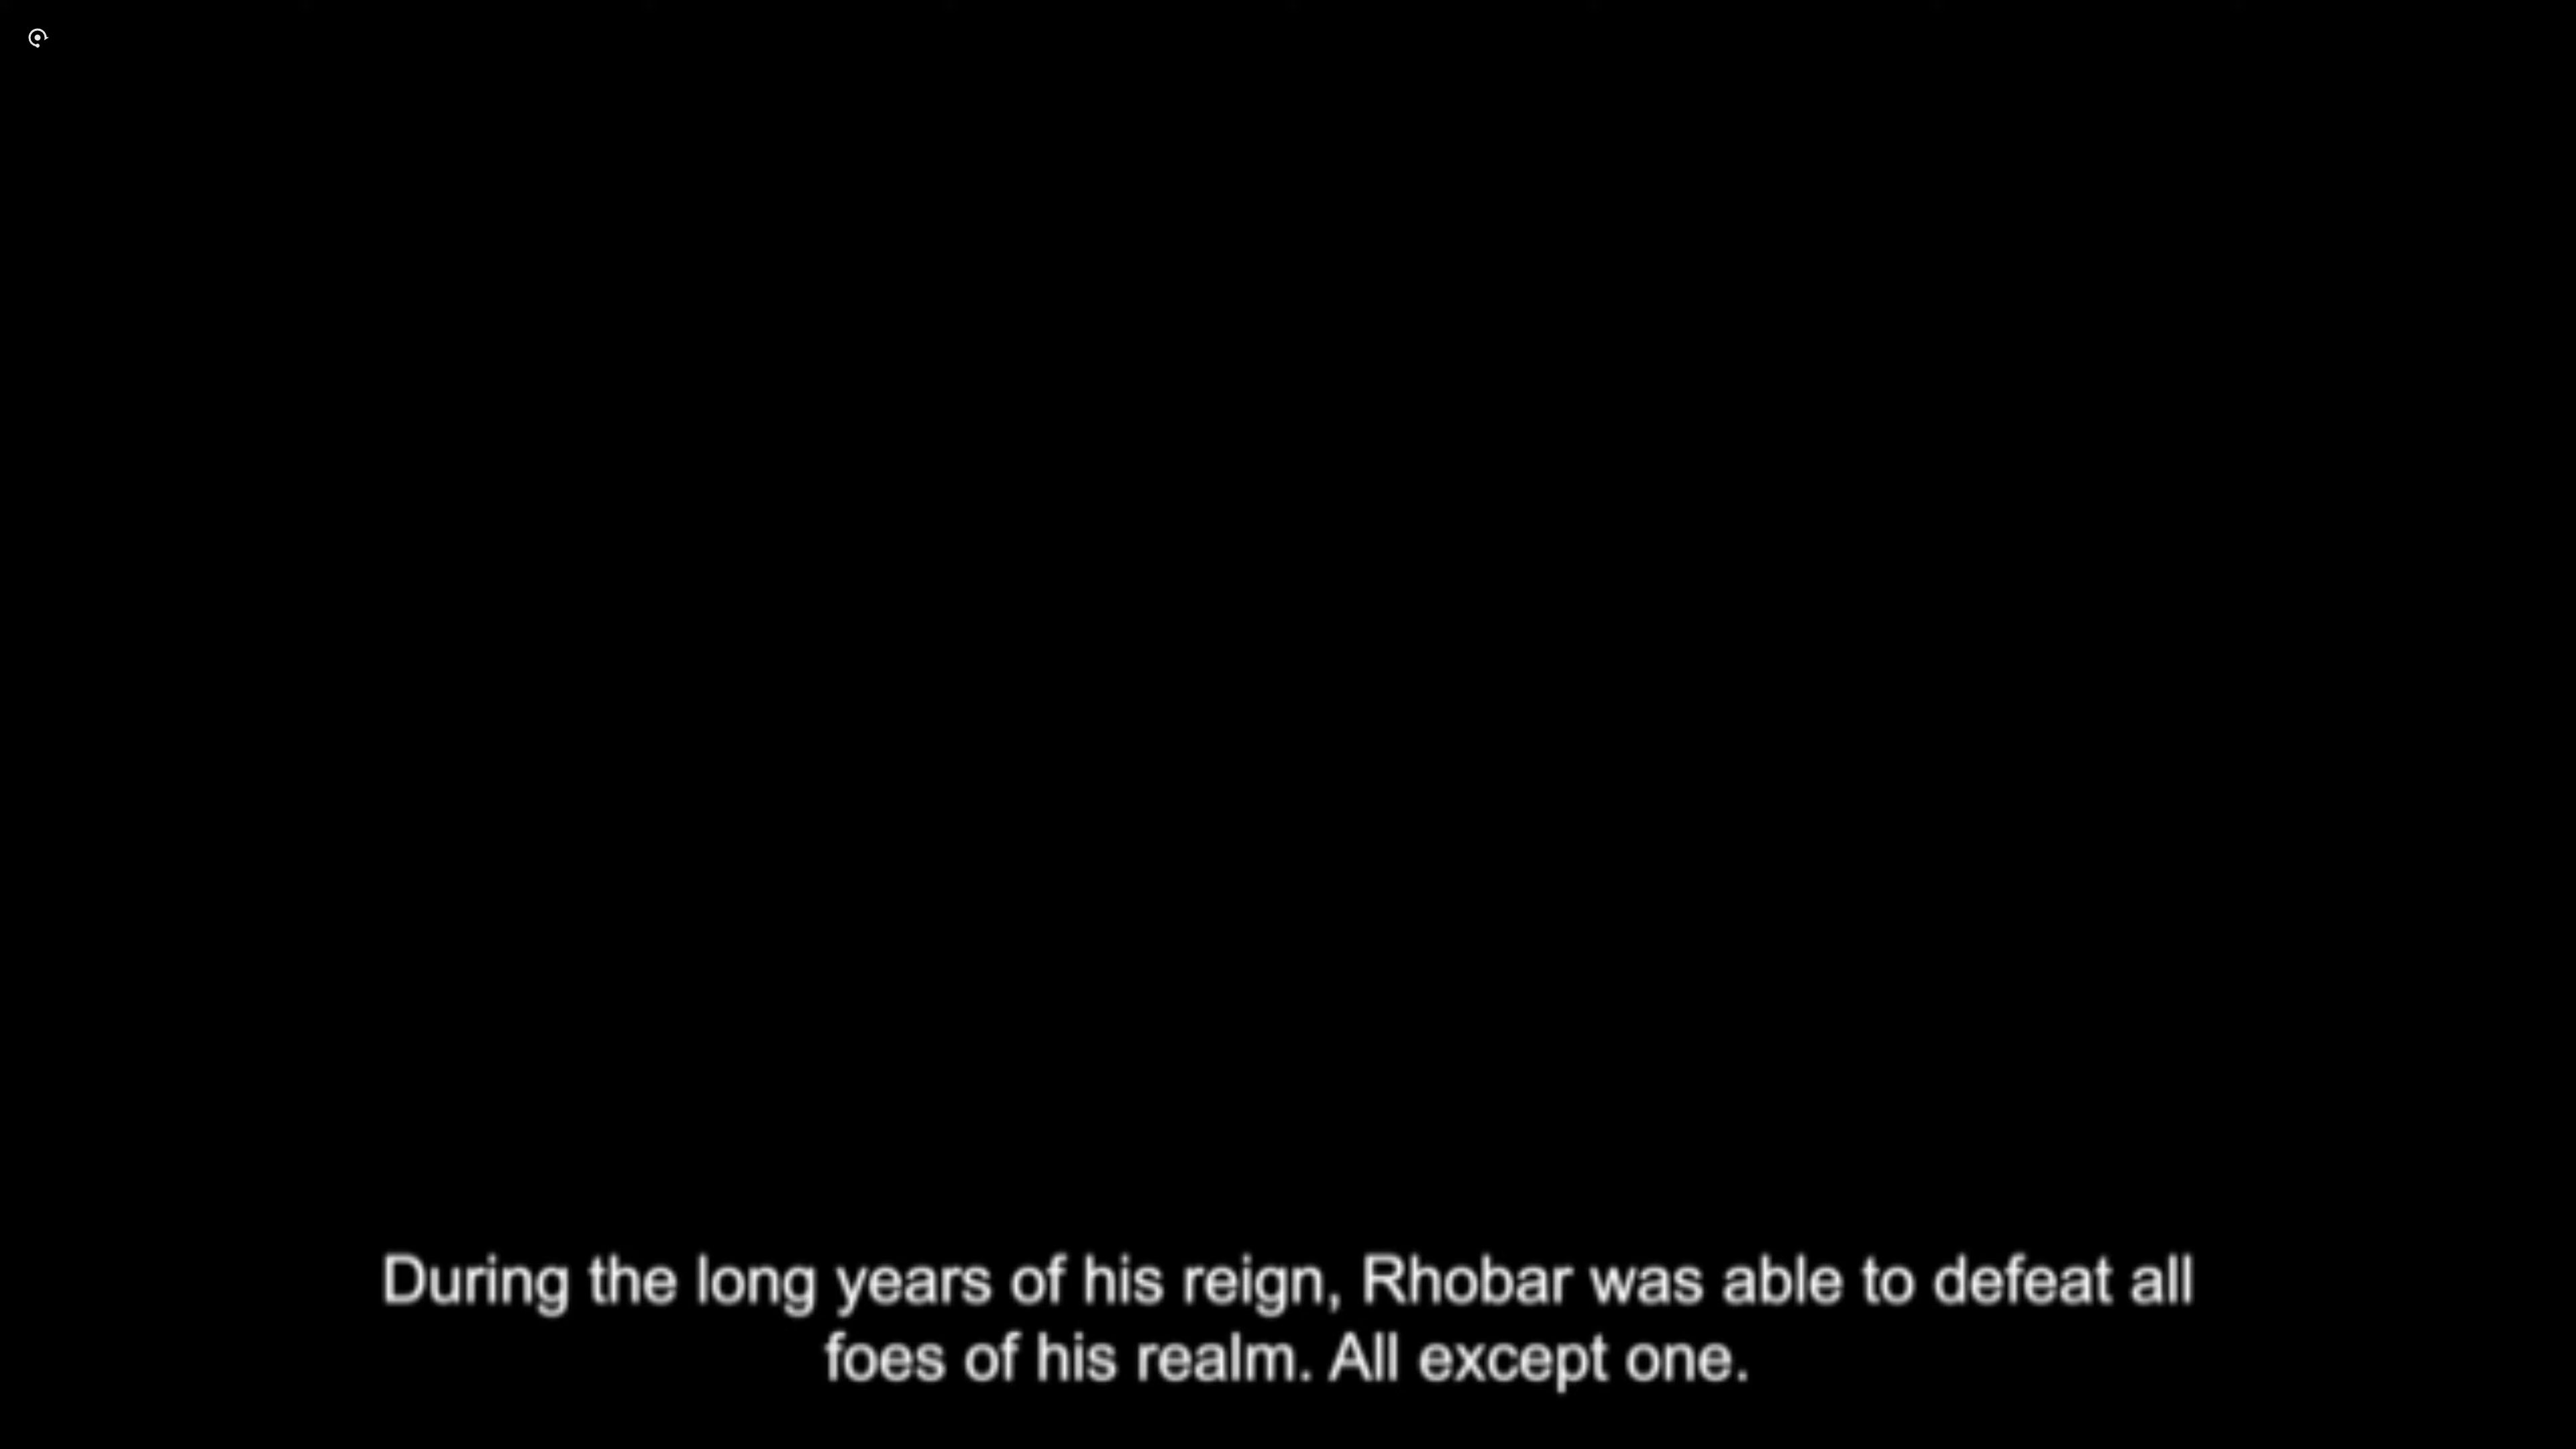 During the long years of his reign, Rhobar was able to defeat all
foes of his realm. All except one.